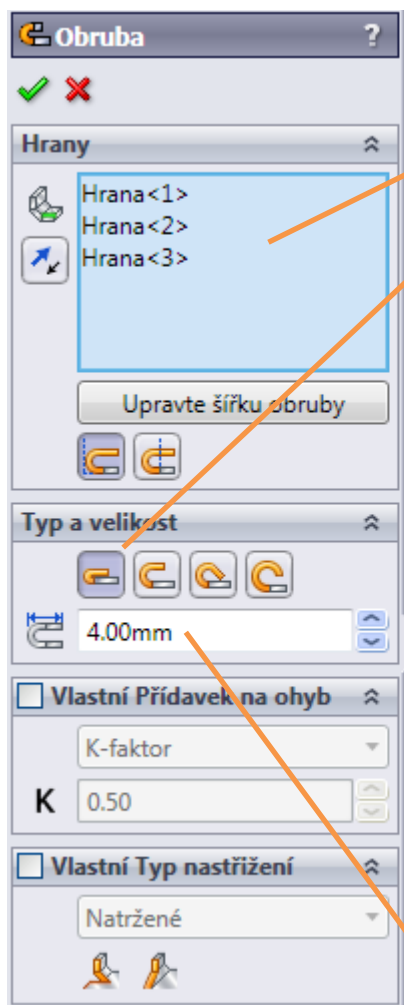 Obruba ?
Hrany
Hrana<1>
Hrana<2>
Hrana<3>
Upravte šířku obruby
Typ a velikost
4.00mm
Vlastní Přídavek na ohyb
K-faktor
K 0.50
Vlastní Typ nastřižení
Natržené